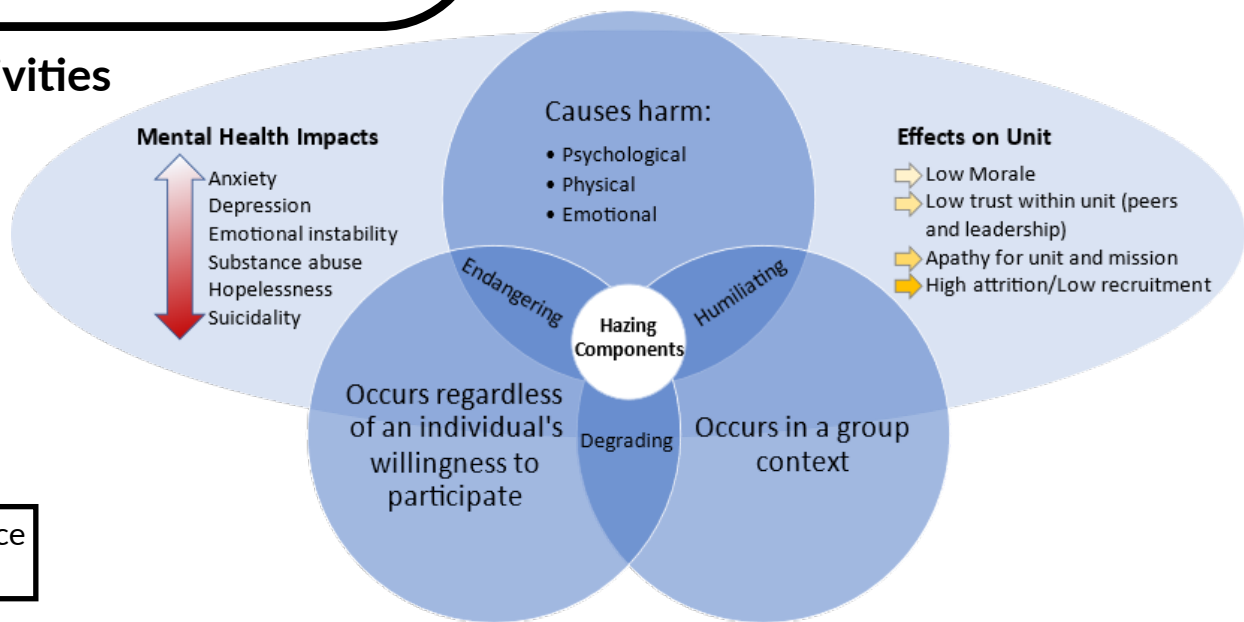 ivities
Mental Health Impacts
Anxiety
Depression
Emotional instability
Substance abuse
Hopelessness
Suicidality
Causes harm:
• Psychological
• Physical
• Emotional
Effects on Unit
Low Morale
Low trust within unit (peers
and leadership)
Apathy for unit and mission
High attrition/Low recruitment
Endangering
Humiliating
Hazing
Components
Degrading
Occurs regardless
of an individual's
willingness to
participate
Occurs in a group
context
ce